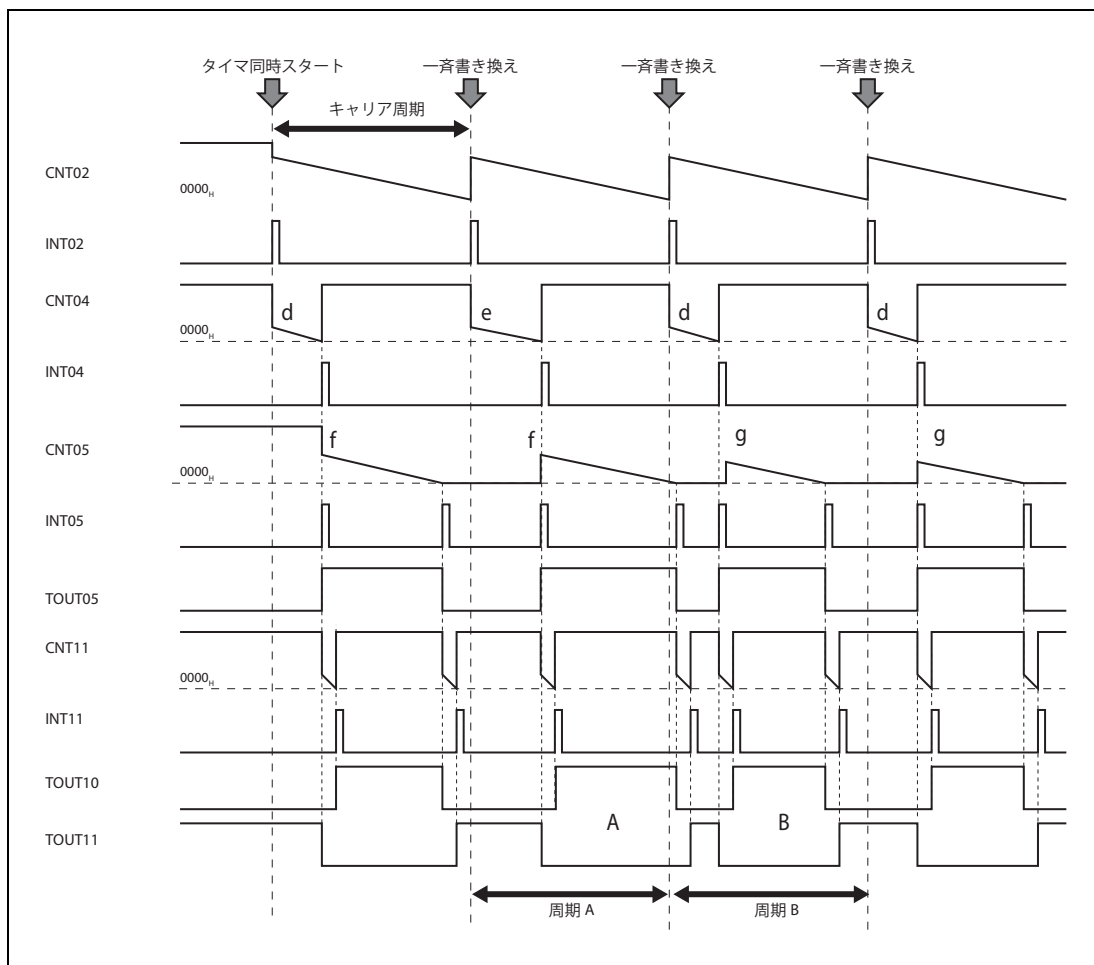 タイマ同時スタート 一斉書き換え 一斉書き換え 一斉書き換え
キャリア周期
CNT02
0000H
INT02
CNT04
d e d d
0000H
INT04
CNT05
f f g g
0000H
INT05
TOUT05
CNT11
0000H
INT11
TOUT10
A B
TOUT11
周期 A 周期 B